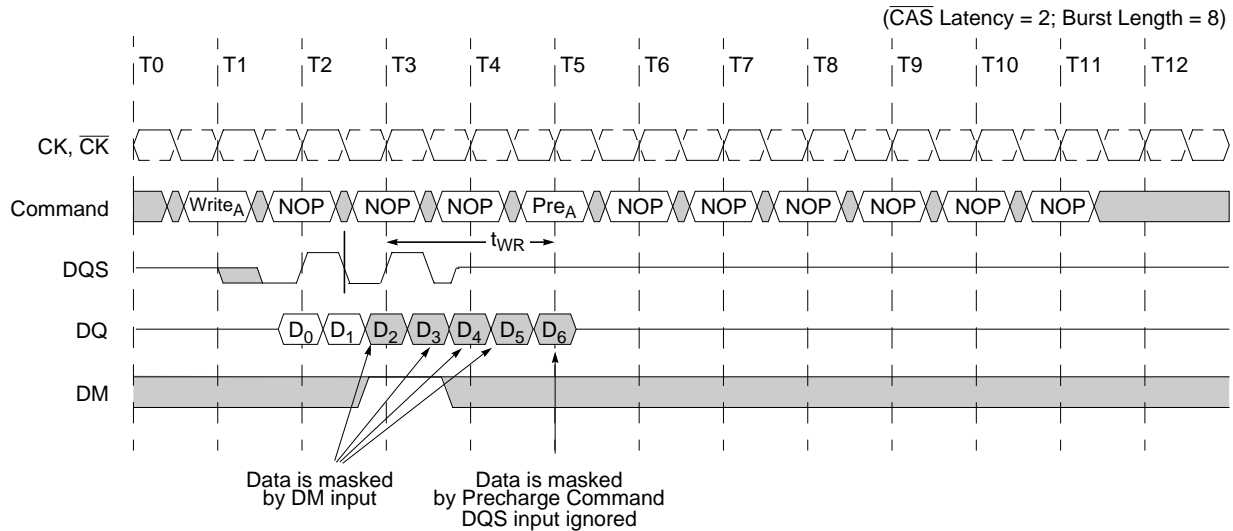 (CAS Latency = 2; Burst Length = 8)
T0 T1 T2 T3 T4 T5 T6 T7 T8 T9 T10 T11 T12
CK, CK
Command WriteA NOP NOP NOP PreA NOP NOP NOP NOP NOP NOP
tWR
DQS
DQ D0 D1 D2 D3 D4 D5 D6
DM
Data is masked
by DM input
Data is masked
by Precharge Command
DQS input ignored